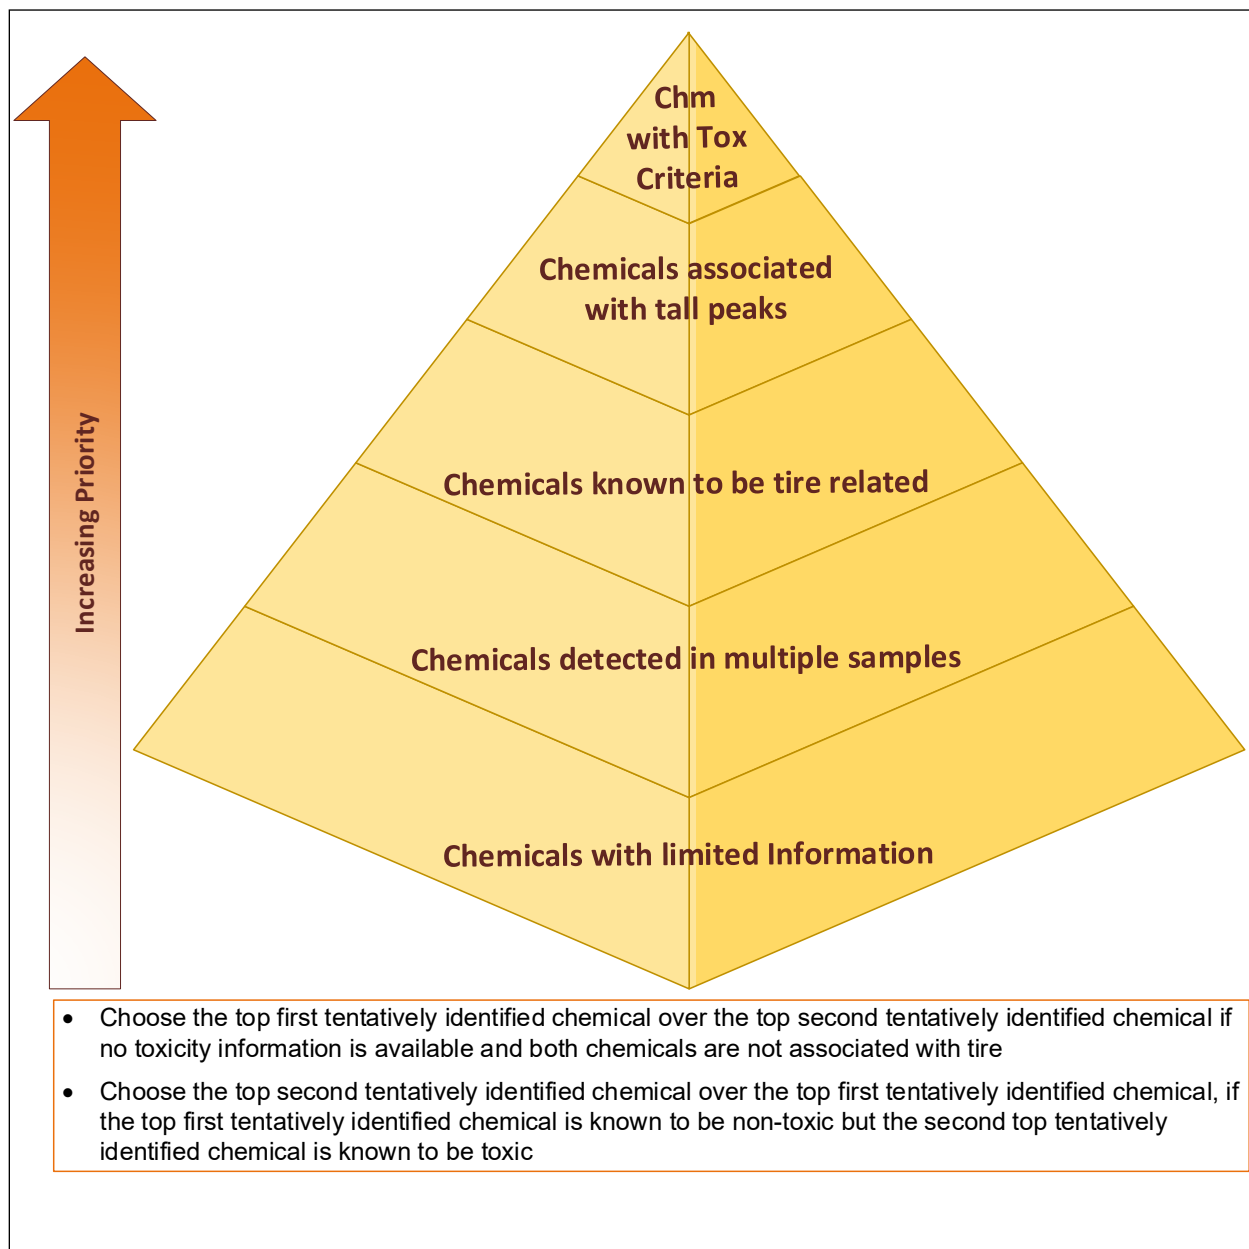 Chm
with Tox
Criteria
Chemicals associated
with tall peaks
Chemicals known to be tire related
Chemicals detected in multiple samples
Chemicals with limited Information
Increasing Priority
• Choose the top first tentatively identified chemical over the top second tentatively identified chemical if
no toxicity information is available and both chemicals are not associated with tire
• Choose the top second tentatively identified chemical over the top first tentatively identified chemical, if
the top first tentatively identified chemical is known to be non-toxic but the second top tentatively
identified chemical is known to be toxic